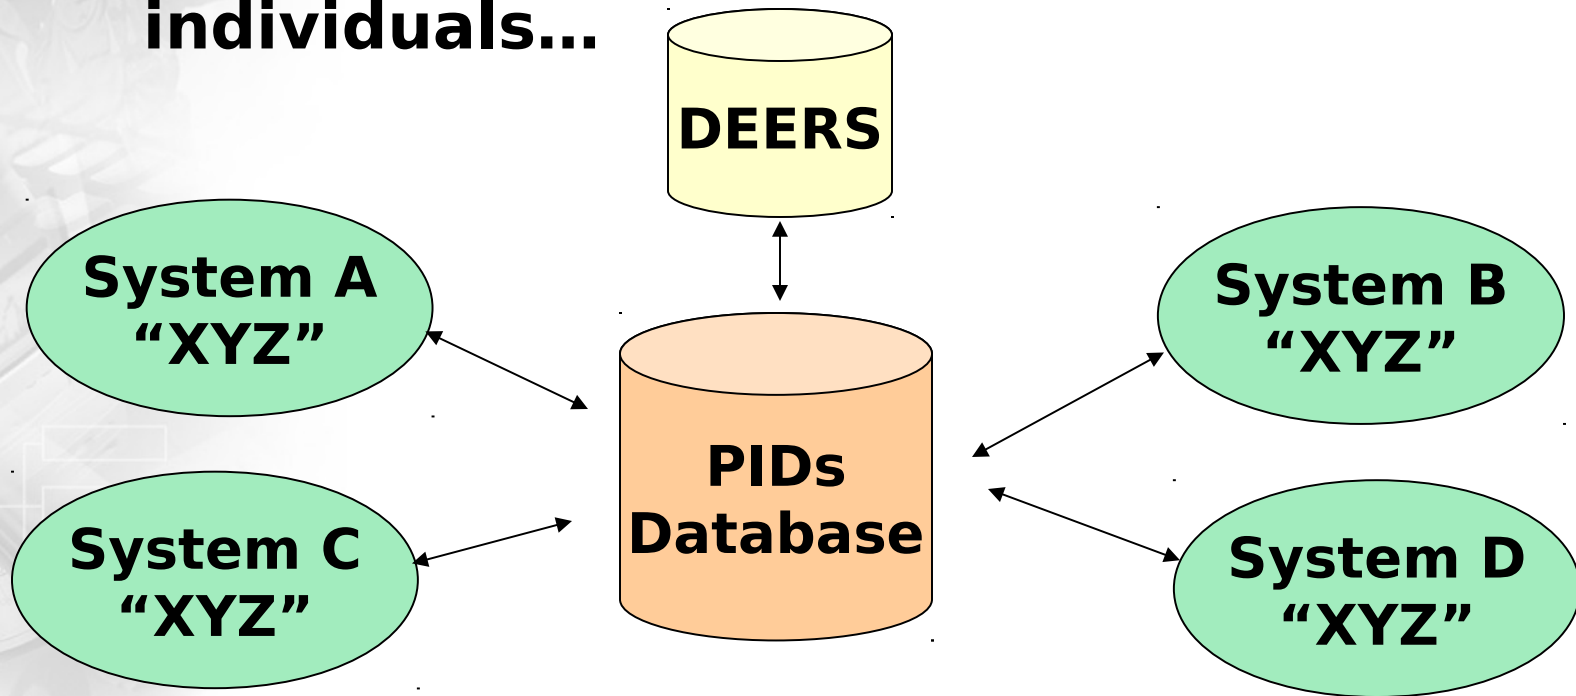 individuals…
DEERS
System A
“XYZ”
System B
“XYZ”
PIDs
Database
System C
“XYZ”
System D
“XYZ”